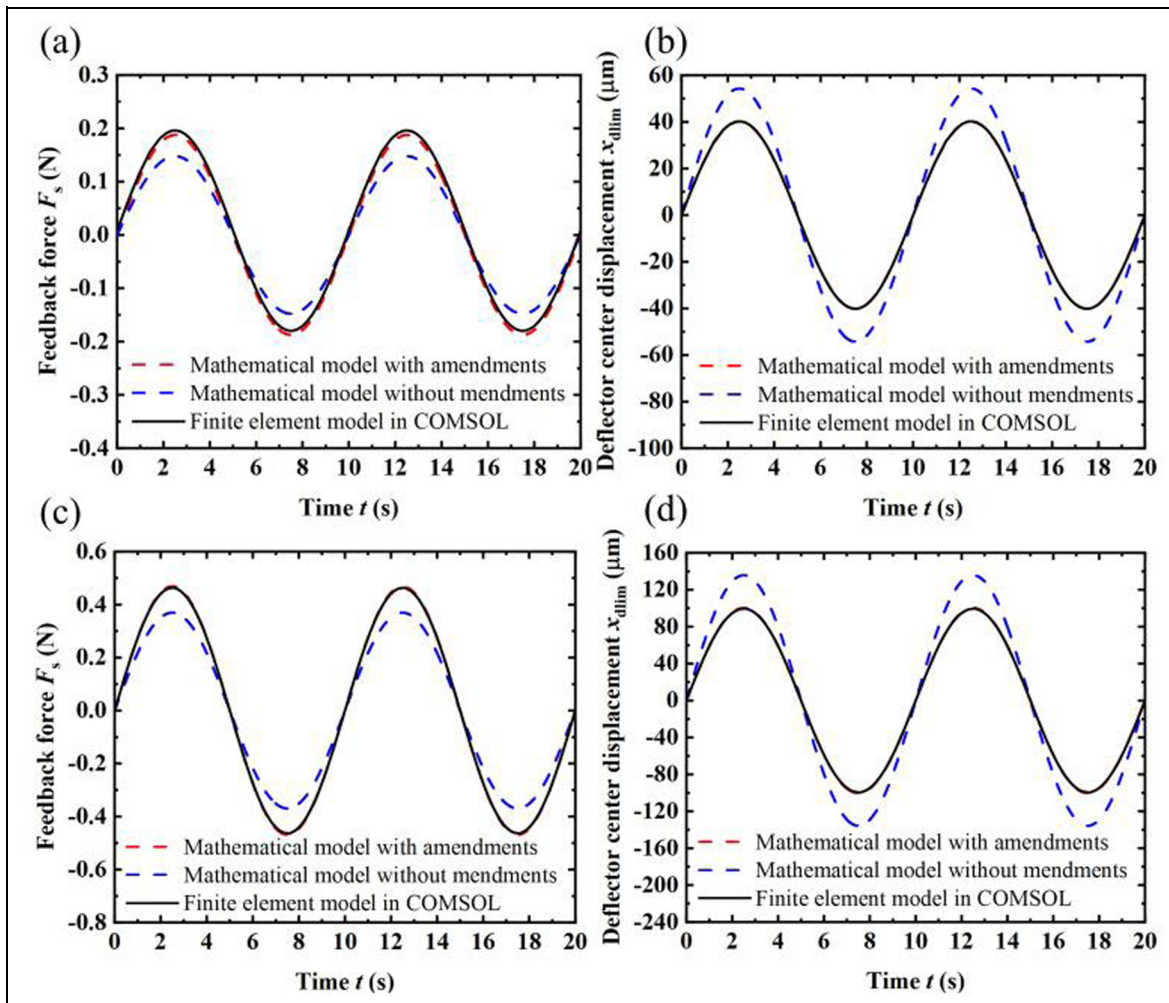 (a)
0.3
0.2
0.1
0.0
-0.1
-0.2
-0.3
-0.4
Feedback force Fs (N)
Mathematical model with amendments
Mathematical model without mendments
Finite element model in COMSOL
0 2 4 6 8 10 12 14 16 18 20
Time t (s)
(b)
60
40
20
0
-20
-40
-60
-80
-100
Deflector center displacement xdlim (μm)
Mathematical model with amendments
Mathematical model without mendments
Finite element model in COMSOL
0 2 4 6 8 10 12 14 16 18 20
Time t (s)
(c)
0.6
0.4
0.2
0.0
-0.2
-0.4
-0.6
-0.8
Feedback force Fs (N)
Mathematical model with amendments
Mathematical model without mendments
Finite element model in COMSOL
0 2 4 6 8 10 12 14 16 18 20
Time t (s)
(d)
160
120
80
40
0
-40
-80
-120
-160
-200
-240
Deflector center displacement xdlim (μm)
Mathematical model with amendments
Mathematical model without mendments
Finite element model in COMSOL
0 2 4 6 8 10 12 14 16 18 20
Time t (s)